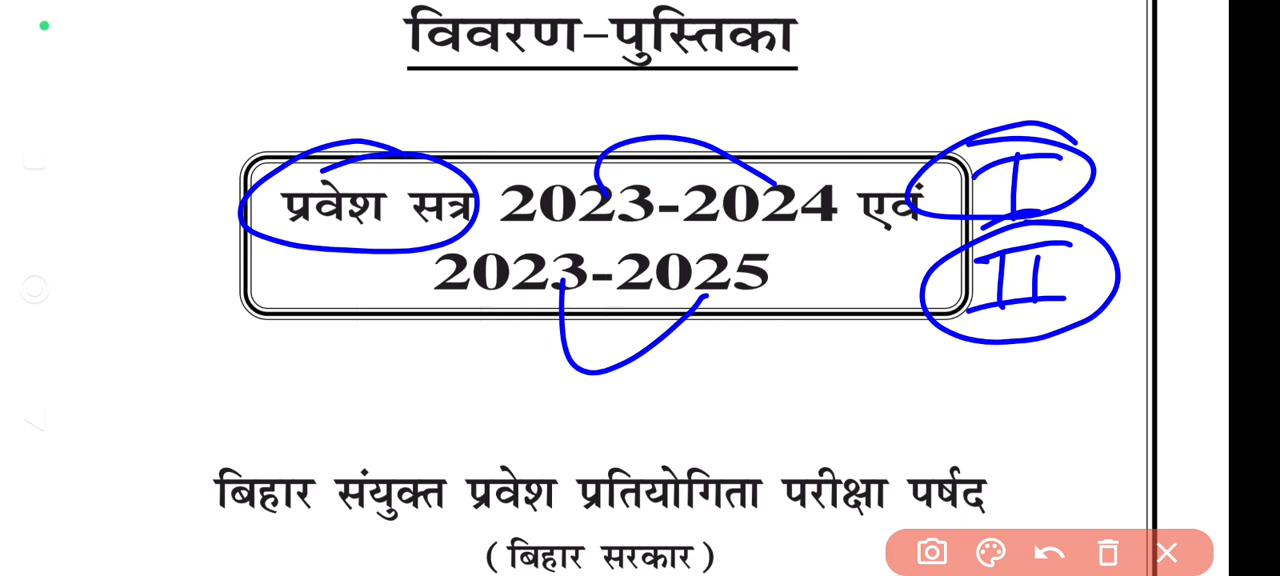 विवरण-पुस्तिका
प्रवेश सत्र 2023-2024 एवं I
2023-2025 II
बिहार संयुक्त प्रवेश प्रतियोगिता परीक्षा पर्षद
( बिहार सरकार )